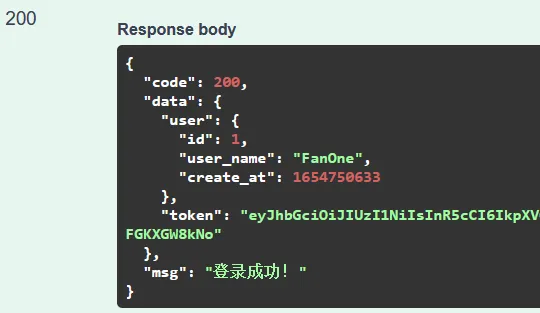 200
Response body
{
"code": 200,
"data": {
"user": {
"id": 1,
"user_name": "FanOne",
"create_at": 1654750633
},
"token": "eyJhbGciOiJIUzI1NiIsInR5cCI6IkpXV
FGKXGW8kNo"
},
"msg": "登录成功！"
}